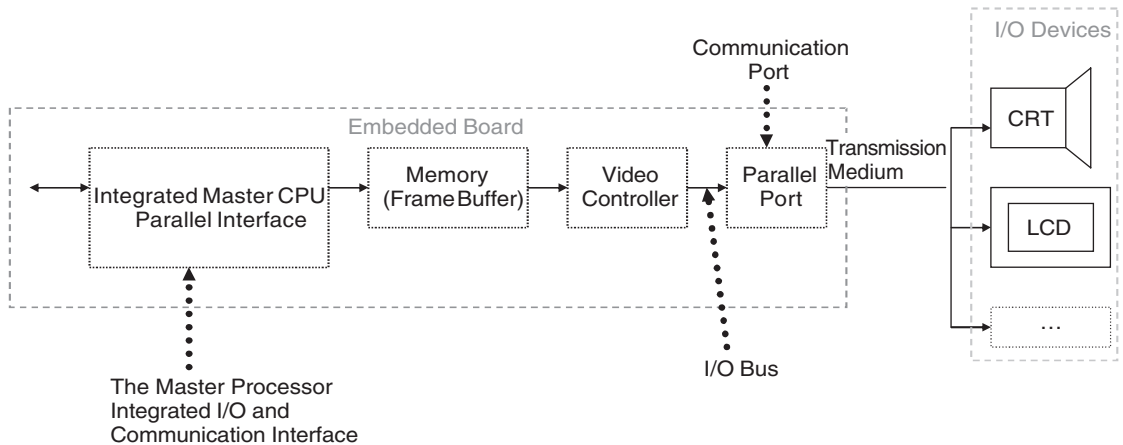 I/O Devices
Communication
Port
CRT
Embedded Board
Transmission
Medium
Integrated Master CPU
Parallel Interface
Memory
(Frame Buffer)
Video
Controller
Parallel
Port
LCD
...
I/O Bus
The Master Processor
Integrated I/O and
Communication Interface